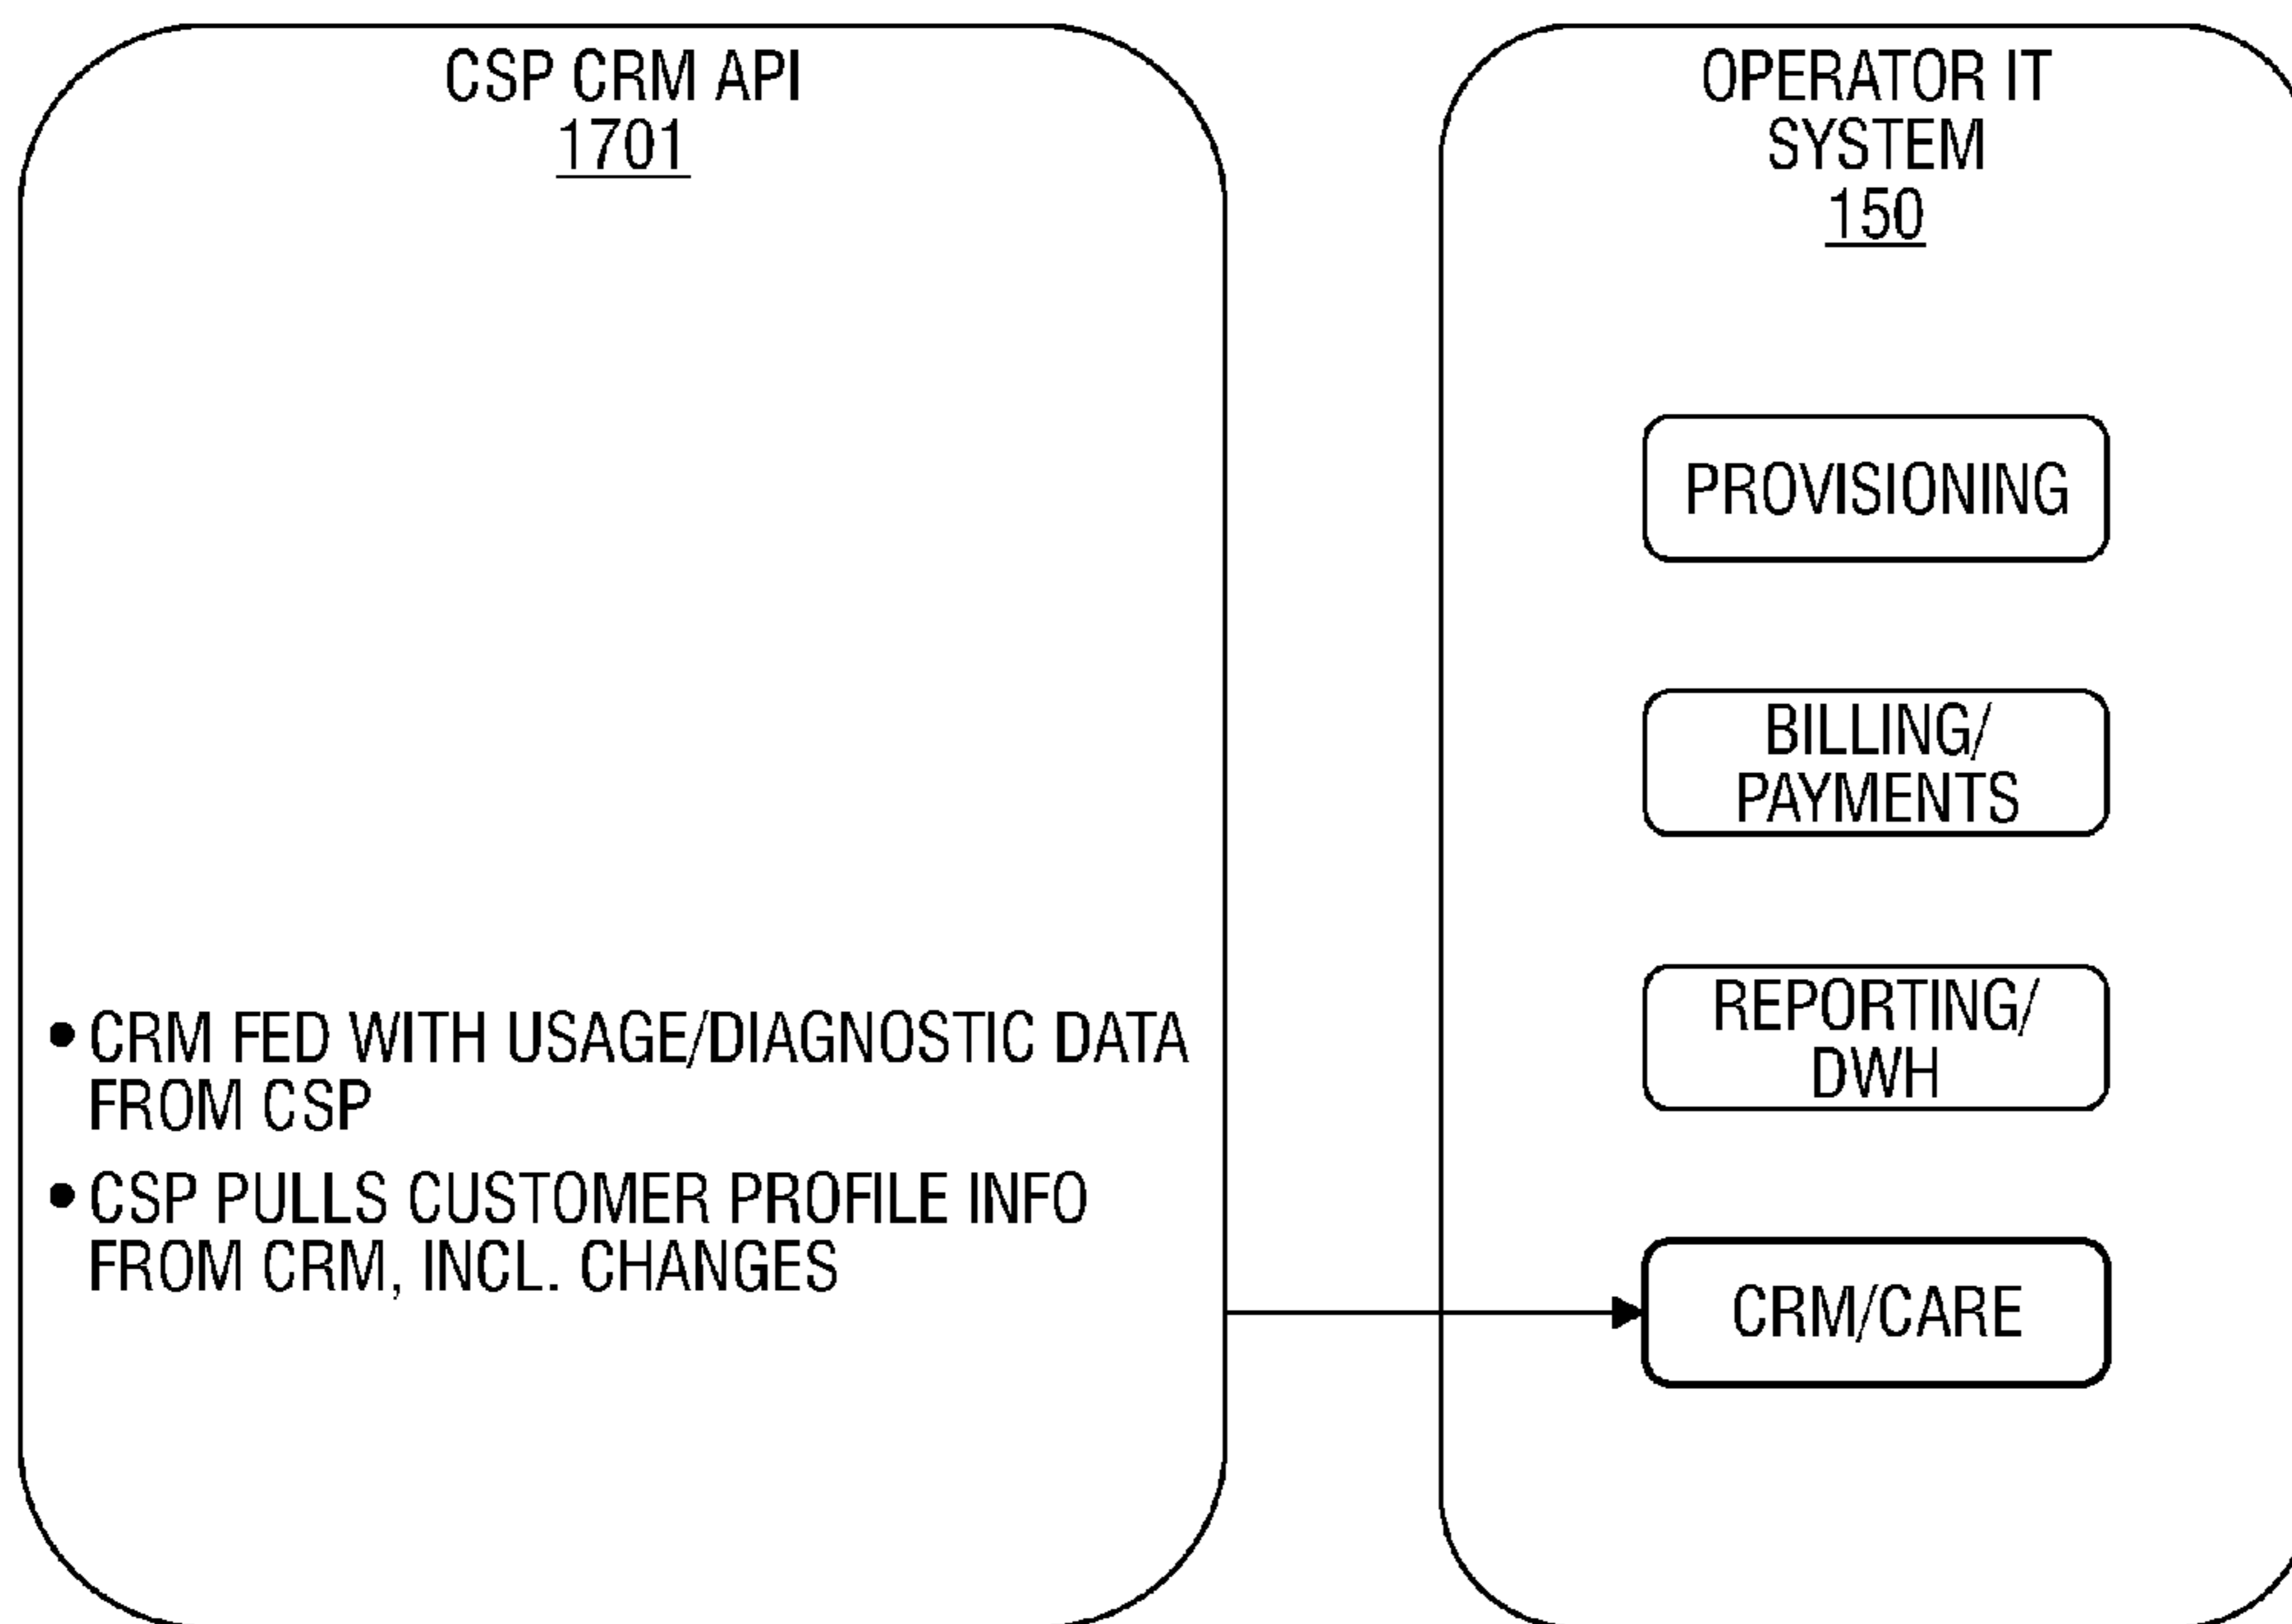 CSP CRM API
1701
• CRM FED WITH USAGE/DIAGNOSTIC DATA
FROM CSP
• CSP PULLS CUSTOMER PROFILE INFO
FROM CRM, INCL. CHANGES
OPERATOR IT
SYSTEM
150
PROVISIONING
BILLING/
PAYMENTS
REPORTING/
DWH
CRM/CARE